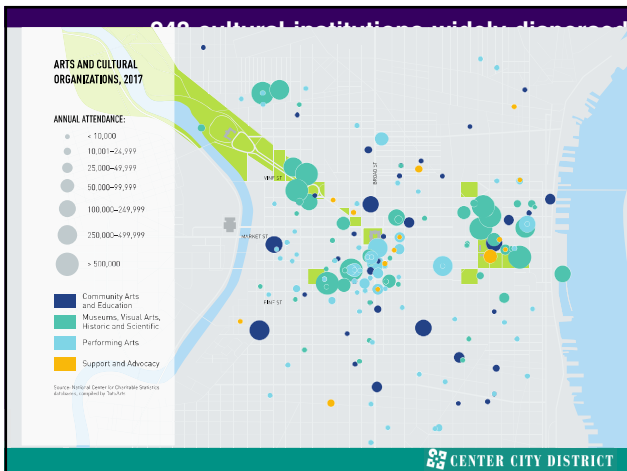 ARTS AND CULTURAL
ORGANIZATIONS, 2017
ANNUAL ATTENDANCE:
< 10,000
10,001–24,999
25,000–49,999
50,000–99,999
100,000–249,999
250,000–499,999
> 500,000
Community Arts
and Education
Museums, Visual Arts,
Historic and Scientific
Performing Arts
Support and Advocacy
Source: National Center for Charitable Statistics
databases, compiled by
VINE ST
BROAD ST
MARKET ST
PINE ST
CENTER CITY DISTRICT